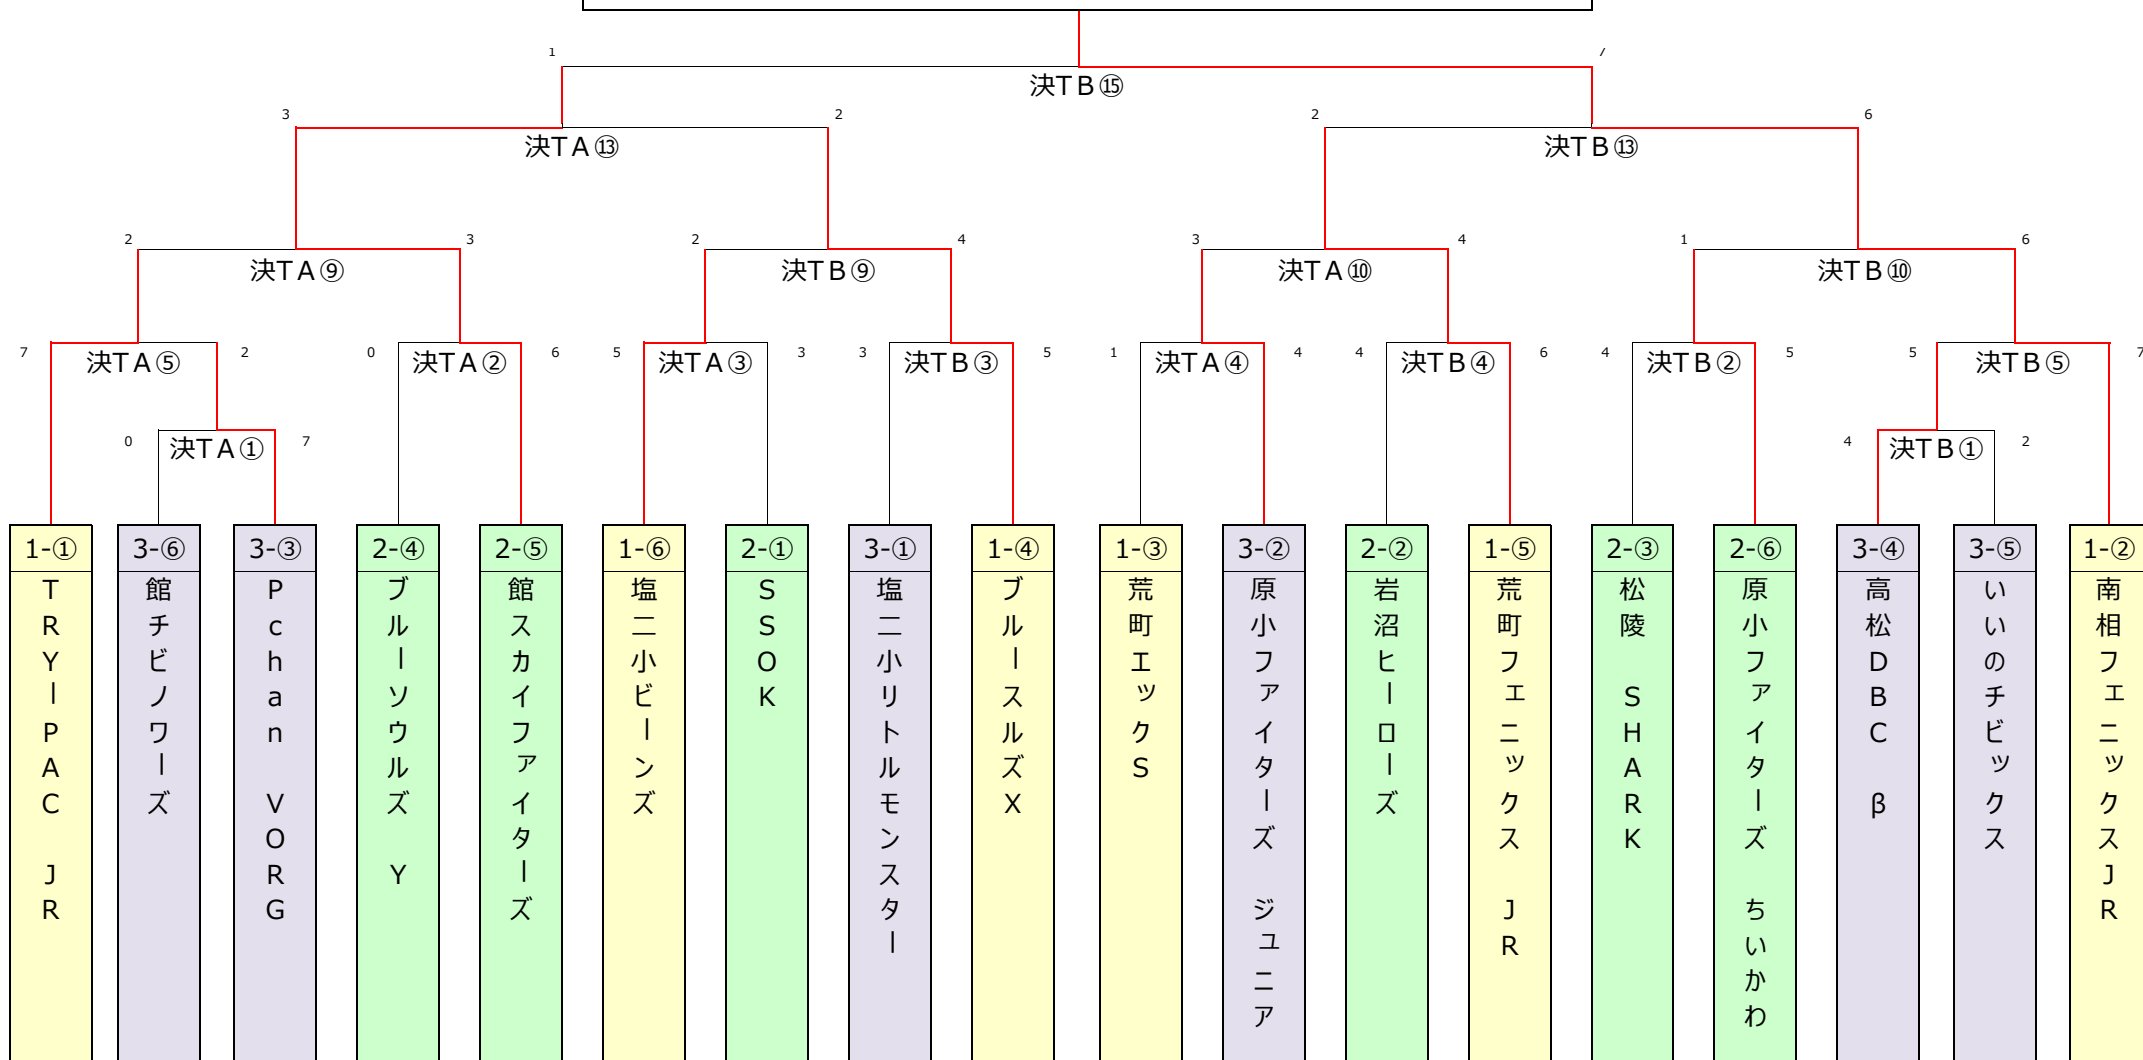 1
7
決TB⑮
3
2
2
6
決TA⑬
決TB⑬
2
3
2
4
3
4
1
6
決TA⑨
決TB⑨
決TA⑩
決TB⑩
7
決TA⑤
2
0
決TA②
6
5
決TA③
3
3
決TB③
5
1
決TA④
4
4
決TB④
6
4
決TB②
5
5
決TB⑤
7
0
決TA①
7
4
決TB①
2
1-①
3-⑥
3-③
2-④
2-⑤
1-⑥
2-①
3-①
1-④
1-③
3-②
2-②
1-⑤
2-③
2-⑥
3-④
3-⑤
1-②
TRYーPAC JR
館チビノワーズ
Pchan VORG
ブルーソウルズ Y
館スカイファイターズ
塩二小ビーンズ
SSOK
塩二小リトルモンスター
ブルースルズX
荒町エックS
原小ファイターズ ジュニア
岩沼ヒーローズ
荒町フェニックス JR
松陵 SHARK
原小ファイターズ ちいかわ
高松DBC β
いいのチビックス
南相フェニックスJR